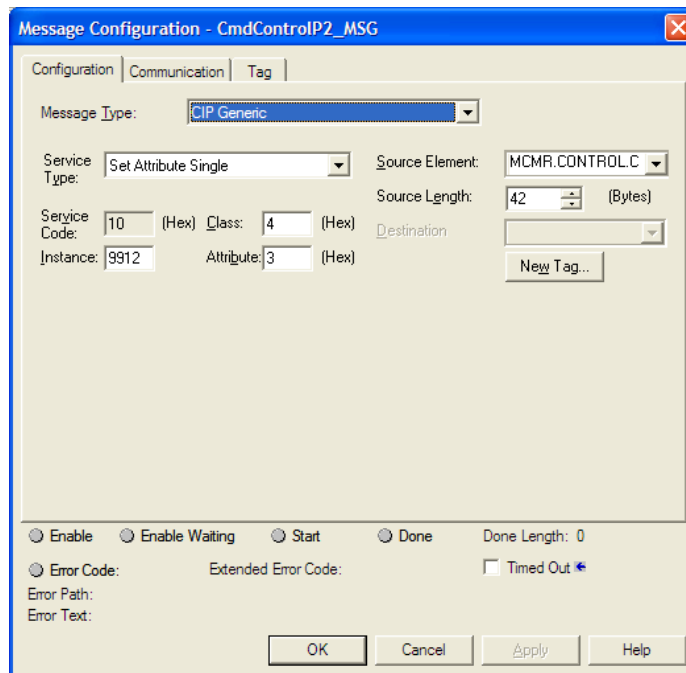 Message Configuration - CmdControlP2_MSG
Configuration Communication Tag
Message Type: CIP Generic
Service Type: Set Attribute Single
Source Element: MCMR.CONTROL.C
Source Length: 42 (Bytes)
Service Code: 10 (Hex) Class: 4 (Hex)
Destination
Instance: 9912 Attribute: 3 (Hex)
New Tag...
Enable Enable Waiting Start Done Done Length: 0
Error Code: Extended Error Code: Timed Out
Error Path:
Error Text:
OK Cancel Apply Help